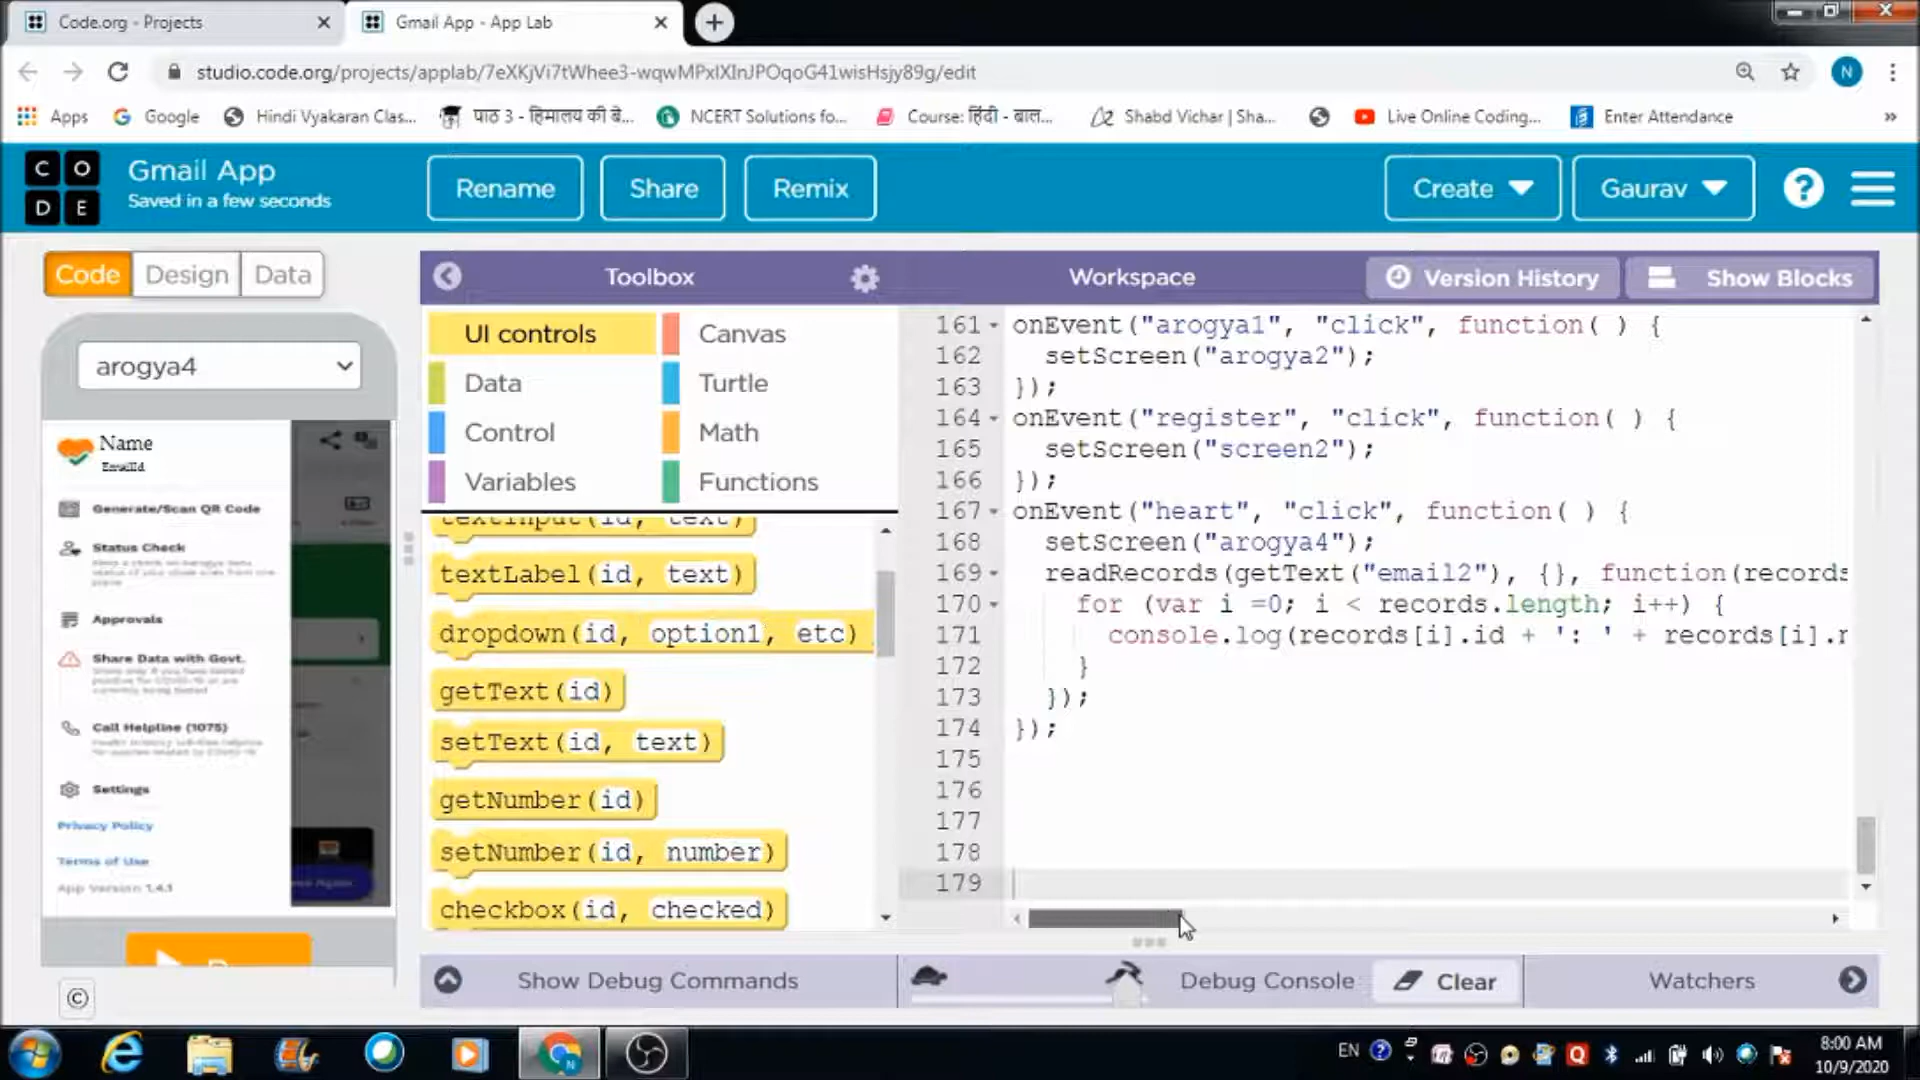 Code.org - Projects
Gmail App - App Lab
studio.code.org/projects/applab/7eXKjVi7tWhee3-wqwMPxlXInJPOqoG41wisHsjy89g/edit
N
Apps
Google
Hindi Vyakaran Clas...
पाठ 3 - हिमालय की बे...
NCERT Solutions fo...
Course: हिंदी - बाल...
Shabd Vichar | Sha...
Live Online Coding...
Enter Attendance
»
C O
D E
Gmail App
Saved in a few seconds
Rename
Share
Remix
Create
Gaurav
?
Code
Design
Data
Toolbox
Workspace
Version History
Show Blocks
arogya4
Name
EmailId
Generate/Scan QR Code
Status Check
Approvals
Share Data with Govt.
Call Helpline (1075)
Settings
Privacy Policy
Terms of Use
App Version 1.4.1
UI controls
Canvas
Data
Turtle
Control
Math
Variables
Functions
textInput(id, text)
textLabel(id, text)
dropdown(id, option1, etc)
getText(id)
setText(id, text)
getNumber(id)
setNumber(id, number)
checkbox(id, checked)
161 onEvent("arogya1", "click", function( ) {
162 setScreen("arogya2");
163 });
164 onEvent("register", "click", function( ) {
165 setScreen("screen2");
166 });
167 onEvent("heart", "click", function( ) {
168 setScreen("arogya4");
169 readRecords(getText("email2"), {}, function(records
170 for (var i =0; i < records.length; i++) {
171 console.log(records[i].id + ': ' + records[i].
172 }
173 });
174 });
175
176
177
178
179
©
Show Debug Commands
Debug Console
Clear
Watchers
EN
8:00 AM
10/9/2020